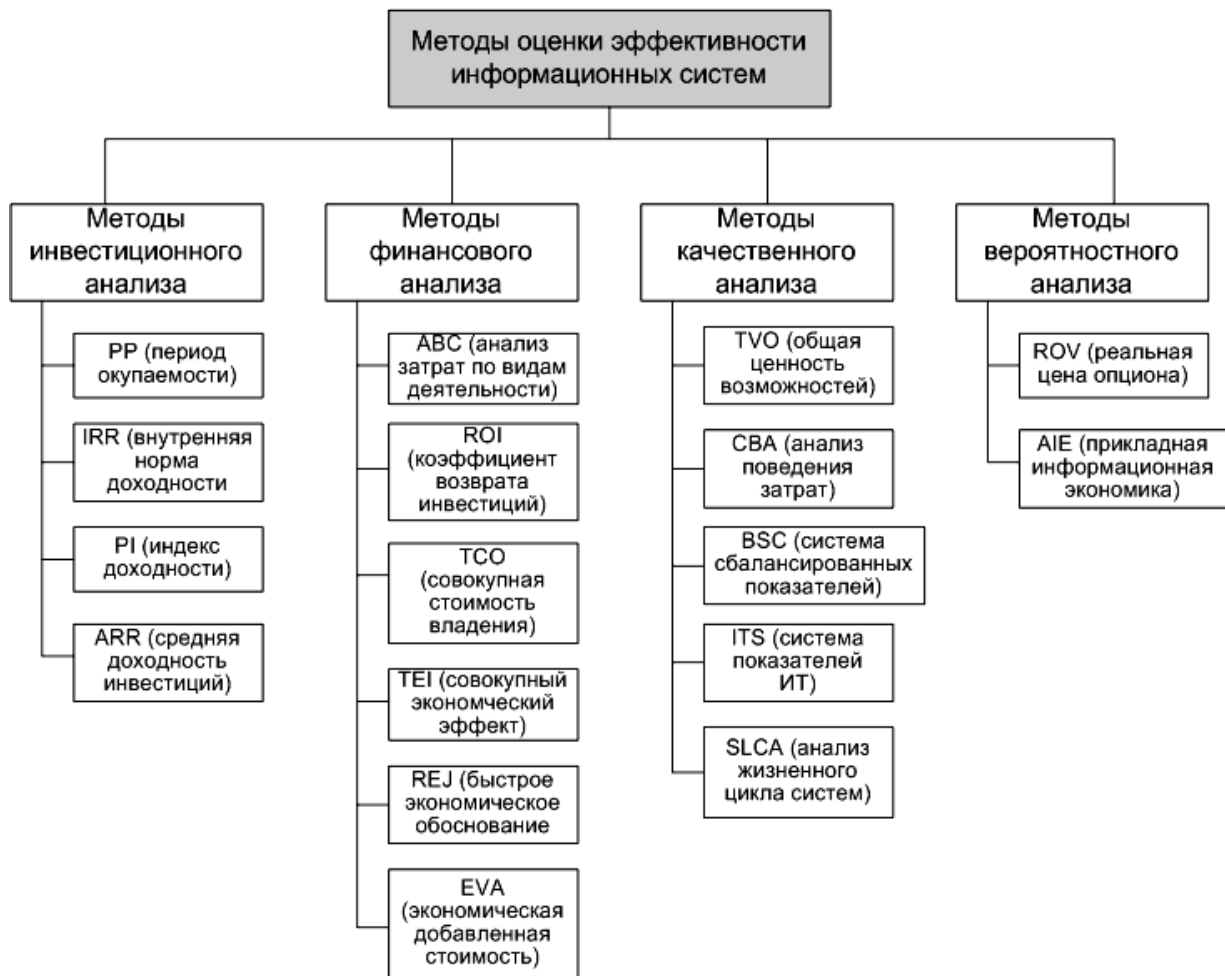 Методы оценки эффективности
информационных систем
Методы
инвестиционного
анализа
PP (период
окупаемости)
IRR (внутренняя
норма
доходности
PI (индекс
доходности)
ARR (средняя
доходность
инвестиций)
Методы
финансового
анализа
ABC (анализ
затрат по видам
деятельности)
ROI
(коэффициент
возврата
инвестиций)
TCO
(совокупная
стоимость
владения)
TEI (совокупный
экономческий
эффект)
REJ (быстрое
экономическое
обоснование
EVA
(экономическая
добавленная
стоимость)
Методы
качественного
анализа
TVO (общая
ценность
возможностей)
CBA (анализ
поведения
затрат)
BSC (система
сбалансированных
показателей)
ITS (система
показателей
ИТ)
SLCA (анализ
жизненного
цикла систем)
Методы
вероятностного
анализа
ROV (реальная
цена опциона)
AIE (прикладная
информационная
экономика)